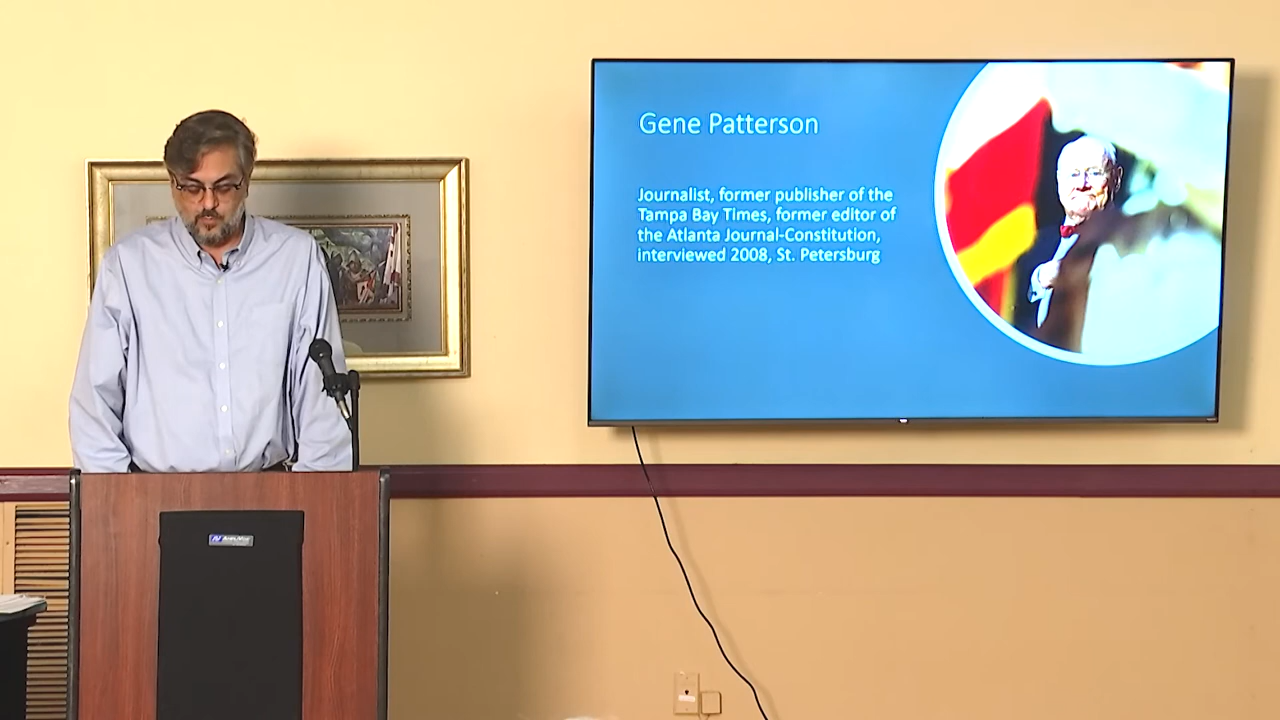 Gene Patterson
Journalist, former publisher of the
Tampa Bay Times, former editor of
the Atlanta Journal-Constitution,
interviewed 2008, St. Petersburg